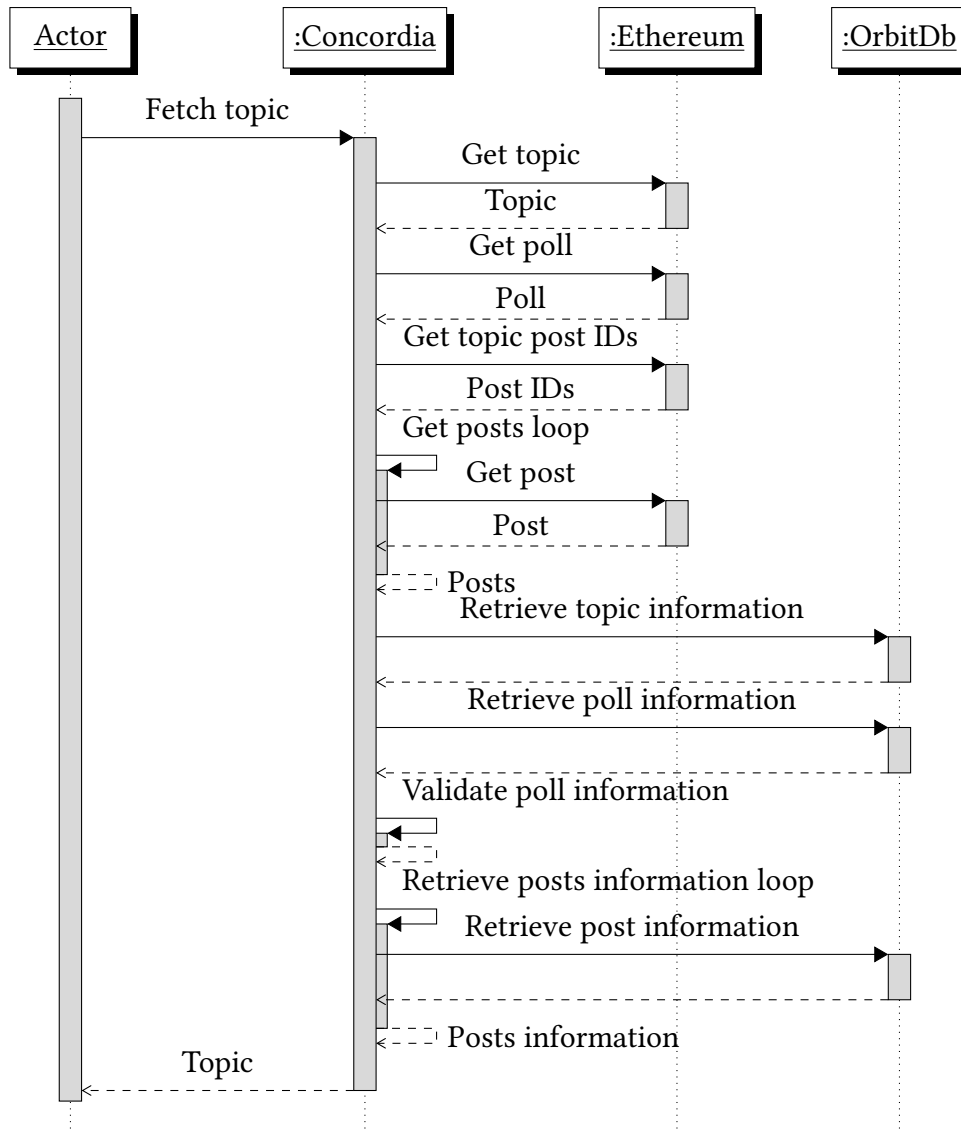 Actor
:Concordia
:Ethereum
:OrbitDb
Fetch topic
Get topic
Topic
Get poll
Poll
Get topic post IDs
Post IDs
Get posts loop
Get post
Post
Posts
Retrieve topic information
Retrieve poll information
Validate poll information
Retrieve posts information loop
Retrieve post information
Posts information
Topic